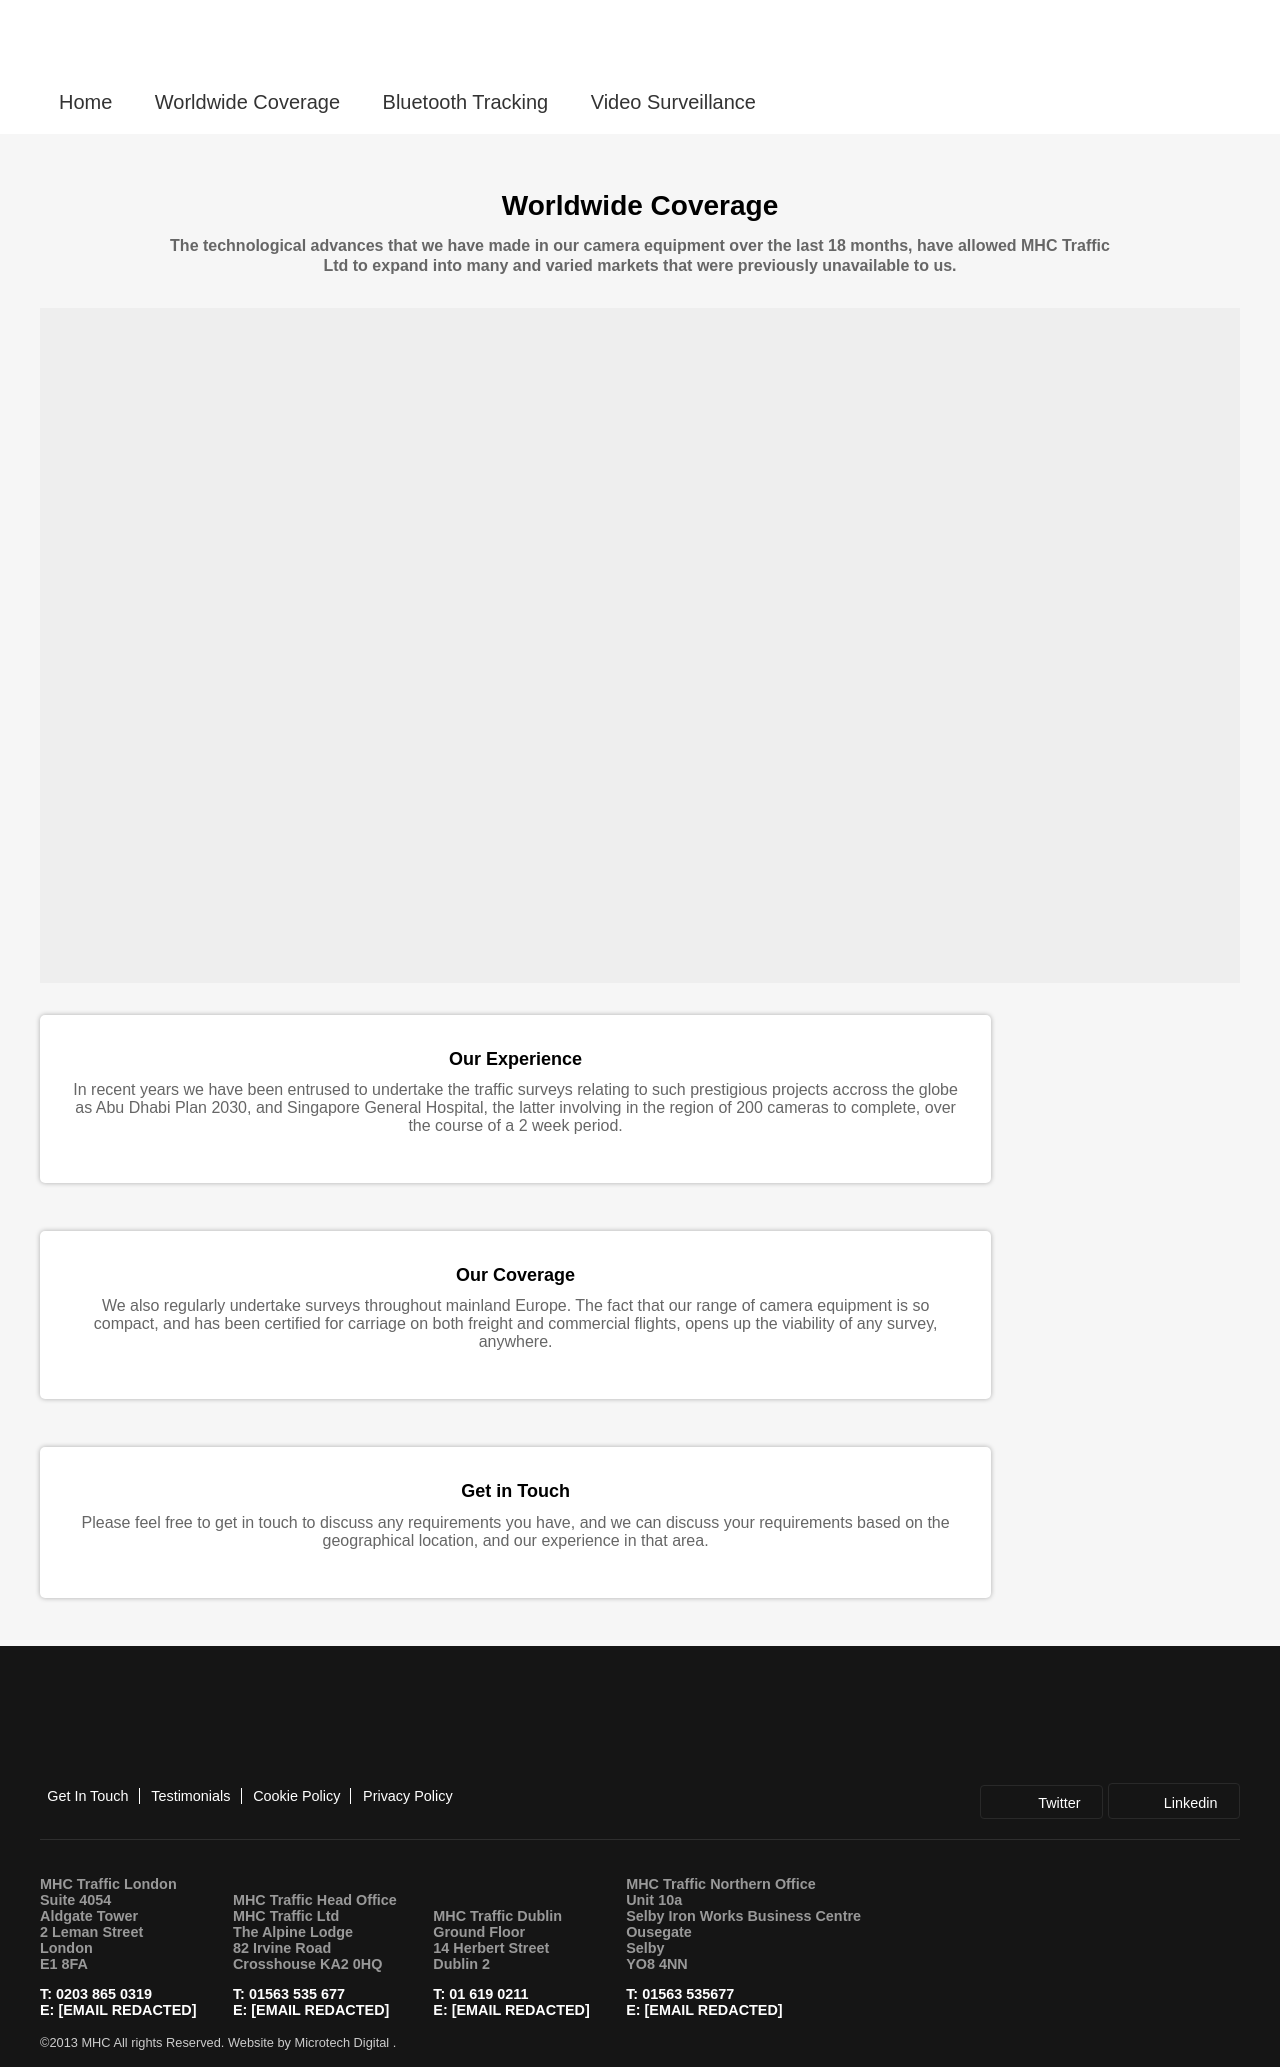 Home
Worldwide Coverage
Bluetooth Tracking
Video Surveillance
Worldwide Coverage
The technological advances that we have made in our camera equipment over the last 18 months, have allowed MHC Traffic
Ltd to expand into many and varied markets that were previously unavailable to us.
Our Experience
In recent years we have been entrused to undertake the traffic surveys relating to such prestigious projects accross the globe
as Abu Dhabi Plan 2030, and Singapore General Hospital, the latter involving in the region of 200 cameras to complete, over
the course of a 2 week period.
Our Coverage
We also regularly undertake surveys throughout mainland Europe. The fact that our range of camera equipment is so
compact, and has been certified for carriage on both freight and commercial flights, opens up the viability of any survey,
anywhere.
Get in Touch
Please feel free to get in touch to discuss any requirements you have, and we can discuss your requirements based on the
geographical location, and our experience in that area.
Get In Touch
Testimonials
Cookie Policy
Privacy Policy
Twitter
Linkedin
MHC Traffic London
Suite 4054
Aldgate Tower
2 Leman Street
London
E1 8FA
T: 0203 865 0319
E: [EMAIL REDACTED]
MHC Traffic Head Office
MHC Traffic Ltd
The Alpine Lodge
82 Irvine Road
Crosshouse KA2 0HQ
T: 01563 535 677
E: [EMAIL REDACTED]
MHC Traffic Dublin
Ground Floor
14 Herbert Street
Dublin 2
T: 01 619 0211
E: [EMAIL REDACTED]
MHC Traffic Northern Office
Unit 10a
Selby Iron Works Business Centre
Ousegate
Selby
YO8 4NN
T: 01563 535677
E: [EMAIL REDACTED]
©2013 MHC All rights Reserved. Website by Microtech Digital .